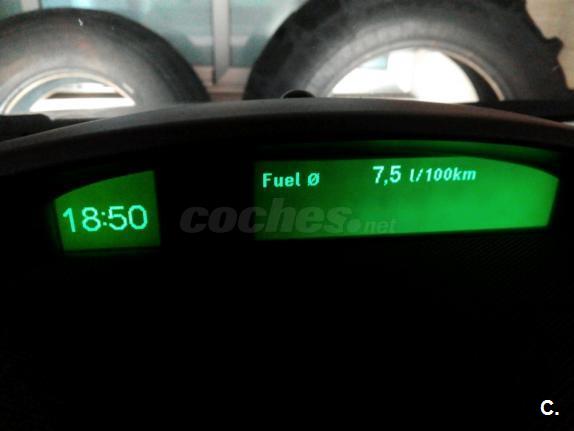 Fuel Ø 7,5 l/100km
18:50
coches.net
c.